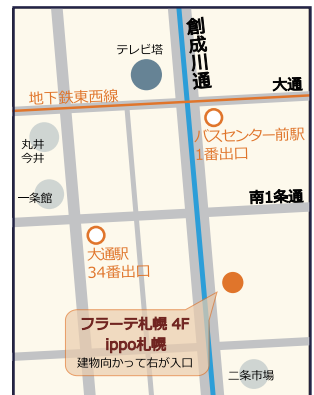 創成川通
テレビ塔
大通
地下鉄東西線
バスセンター前駅
1番出口
丸井
今井
一条館
南1条通
大通駅
34番出口
フラーテ札幌 4F
ippo札幌
建物向かって右が入口
二条市場